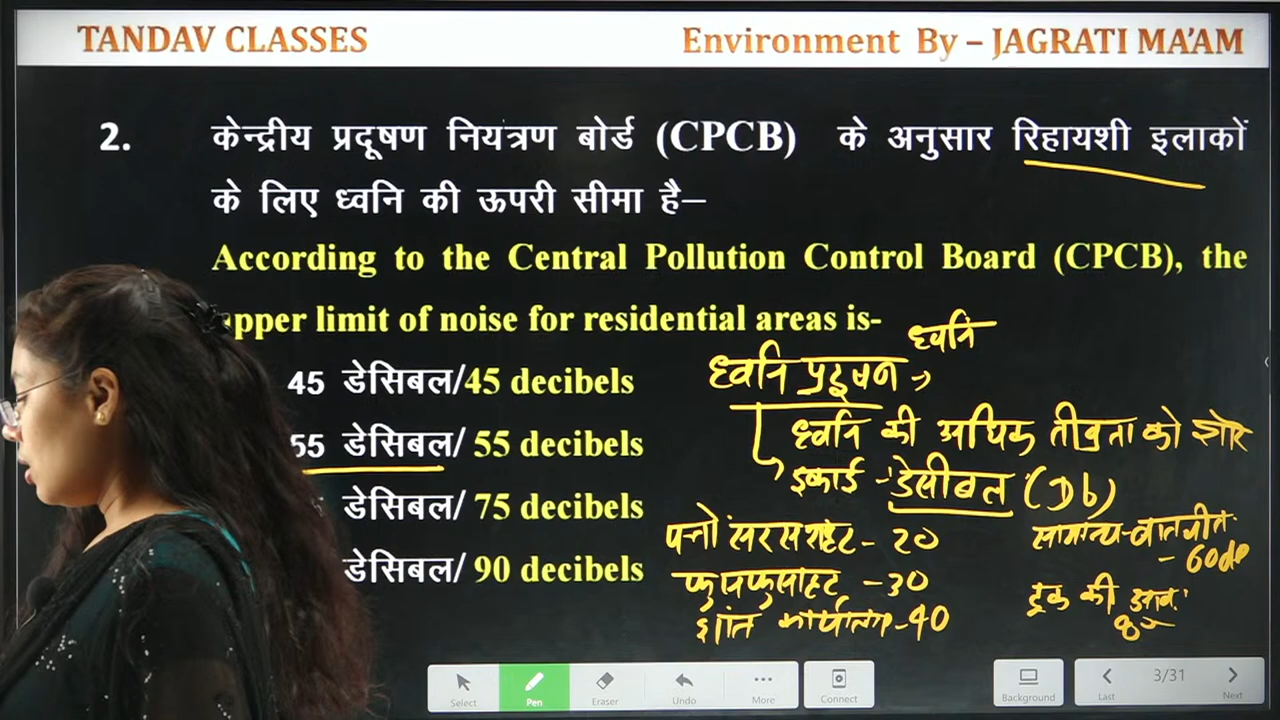 TANDAV CLASSES
Environment By – JAGRATI MA'AM
2. केन्द्रीय प्रदूषण नियंत्रण बोर्ड (CPCB) के अनुसार रिहायशी इलाकों
के लिए ध्वनि की ऊपरी सीमा है–
According to the Central Pollution Control Board (CPCB), the
upper limit of noise for residential areas is-
45 डेसिबल/45 decibels
55 डेसिबल/ 55 decibels
डेसिबल/ 75 decibels
डेसिबल/ 90 decibels
ध्वनि
ध्वनि प्रदूषण
ध्वनि की अधिक तीव्रता को शोर
इकाई - डेसीबल (Db)
पत्तों सरसराहट - 20
फुसफुसाहट - 30
शांत कार्यालय - 40
सामान्य-बातचीत
- 60db
ट्रक की
Select
Pen
Eraser
Undo
More
Connect
Background
Last
3/31
Next